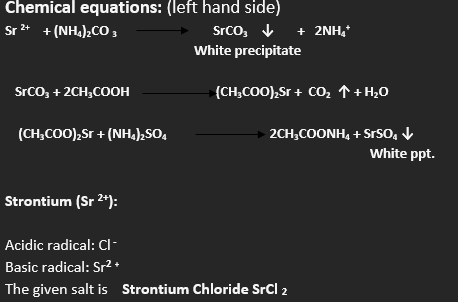 Chemical equations: (left hand side)
Sr ²⁺ + (NH₄)₂CO ₃ ⟶ SrCO₃ ↓ + 2NH₄⁺
White precipitate
SrCO₃ + 2CH₃COOH ⟶ (CH₃COO)₂Sr + CO₂ ↑ + H₂O
(CH₃COO)₂Sr + (NH₄)₂SO₄ ⟶ 2CH₃COONH₄ + SrSO₄ ↓
White ppt.
Strontium (Sr ²⁺):
Acidic radical: Cl⁻
Basic radical: Sr² ⁺
The given salt is Strontium Chloride SrCl ₂